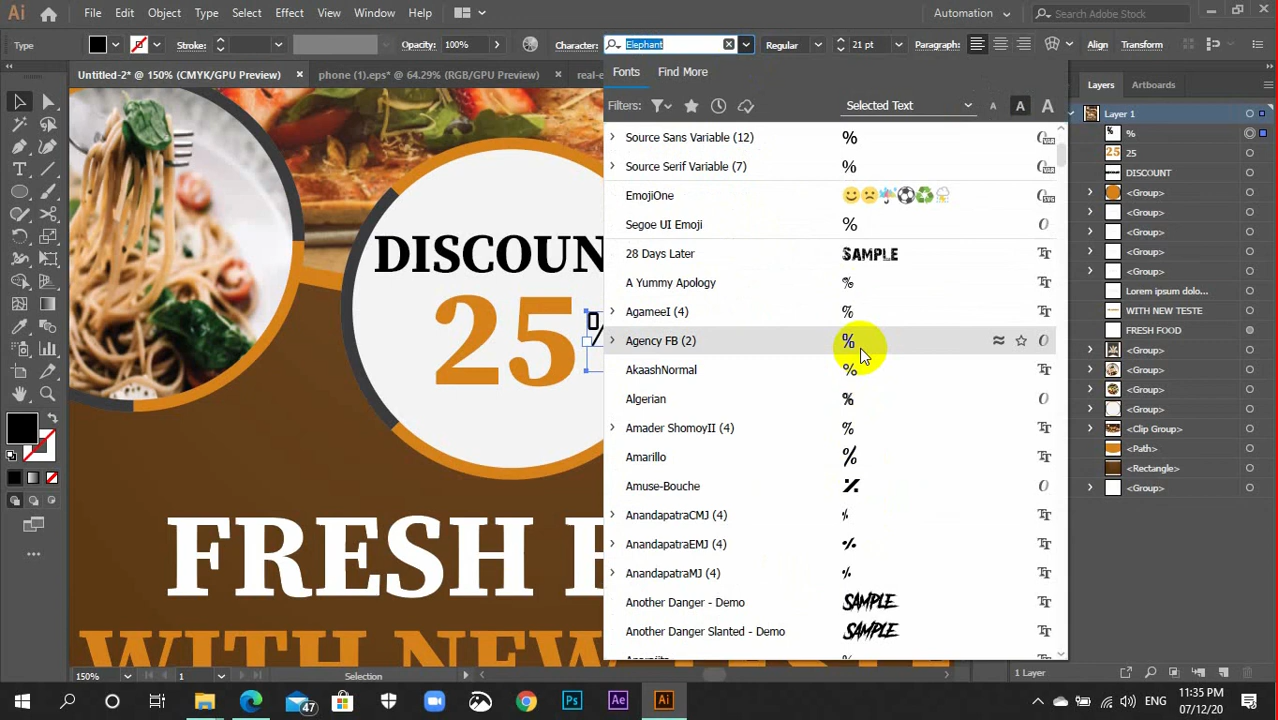 Ai File Edit Object Type Select Effect View Window Help Automation Search Adobe Stock
Type Stroke: Opacity: 100% Character: Elephant Regular 21 pt Paragraph: Align Transform
Untitled-2* @ 150% (CMYK/GPU Preview) × phone (1).eps* @ 64.29% (RGB/GPU Preview) × real-e
Fonts Find More
Filters: Selected Text A A A
Source Sans Variable (12) %
Source Serif Variable (7) %
EmojiOne
Segoe UI Emoji %
28 Days Later SAMPLE
A Yummy Apology %
AgameeI (4) %
Agency FB (2) %
AkaashNormal %
Algerian %
Amader ShomoyII (4) %
Amarillo %
Amuse-Bouche %
AnandapatraCMJ (4) %
AnandapatraEMJ (4) %
AnandapatraMJ (4) %
Another Danger - Demo SAMPLE
Another Danger Slanted - Demo SAMPLE
DISCOUN
25%
FRESH
WITH NEW
Layers Artboards
Layer 1
%
25 25
DISCOUNT
<Group>
<Group>
<Group>
<Group>
<Group>
Lorem ipsum dolo...
WITH NEW TESTE
FRESH FOOD
<Group>
<Group>
<Group>
<Group>
<Clip Group>
<Path>
<Rectangle>
<Group>
150% 1 Selection 1 Layer
47 Ps Ae Ai ENG 11:35 PM
07/12/20